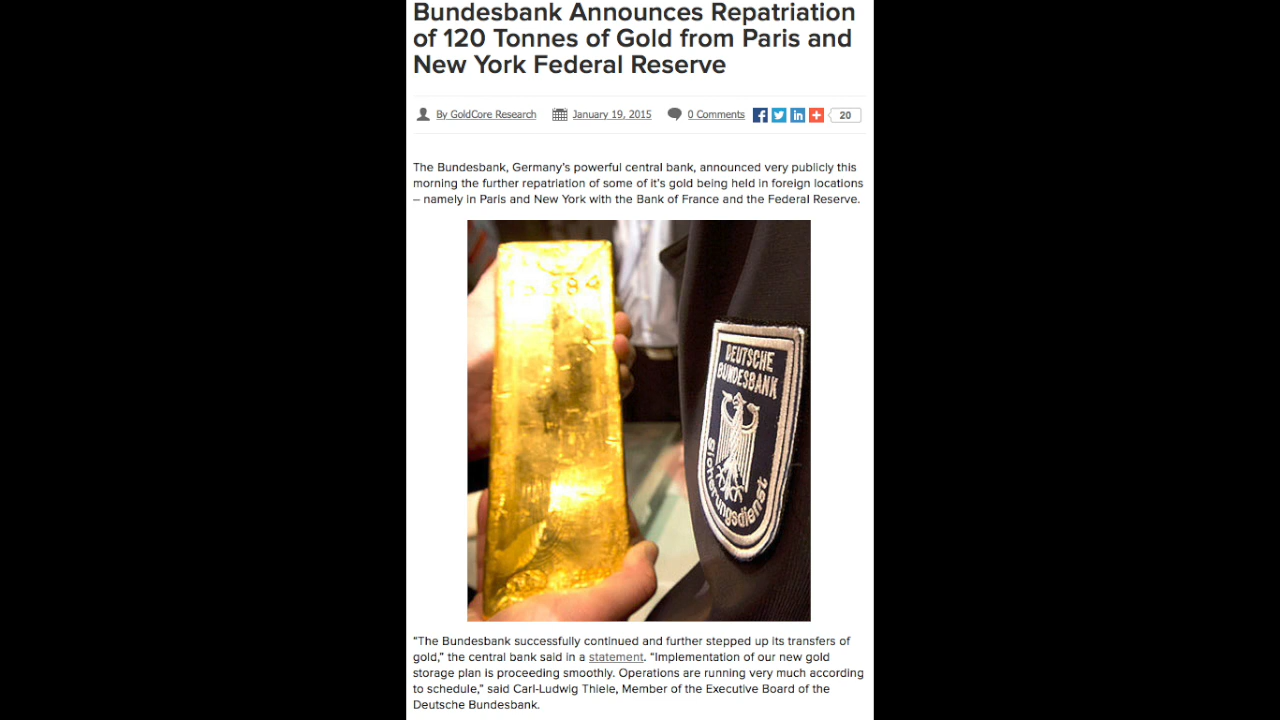 Bundesbank Announces Repatriation
of 120 Tonnes of Gold from Paris and
New York Federal Reserve
By GoldCore Research January 19, 2015 0 Comments 20
The Bundesbank, Germany's powerful central bank, announced very publicly this
morning the further repatriation of some of it's gold being held in foreign locations
– namely in Paris and New York with the Bank of France and the Federal Reserve.
DEUTSCHE
BUNDESBANK
Sicherungsdienst
"The Bundesbank successfully continued and further stepped up its transfers of
gold," the central bank said in a statement. "Implementation of our new gold
storage plan is proceeding smoothly. Operations are running very much according
to schedule," said Carl-Ludwig Thiele, Member of the Executive Board of the
Deutsche Bundesbank.